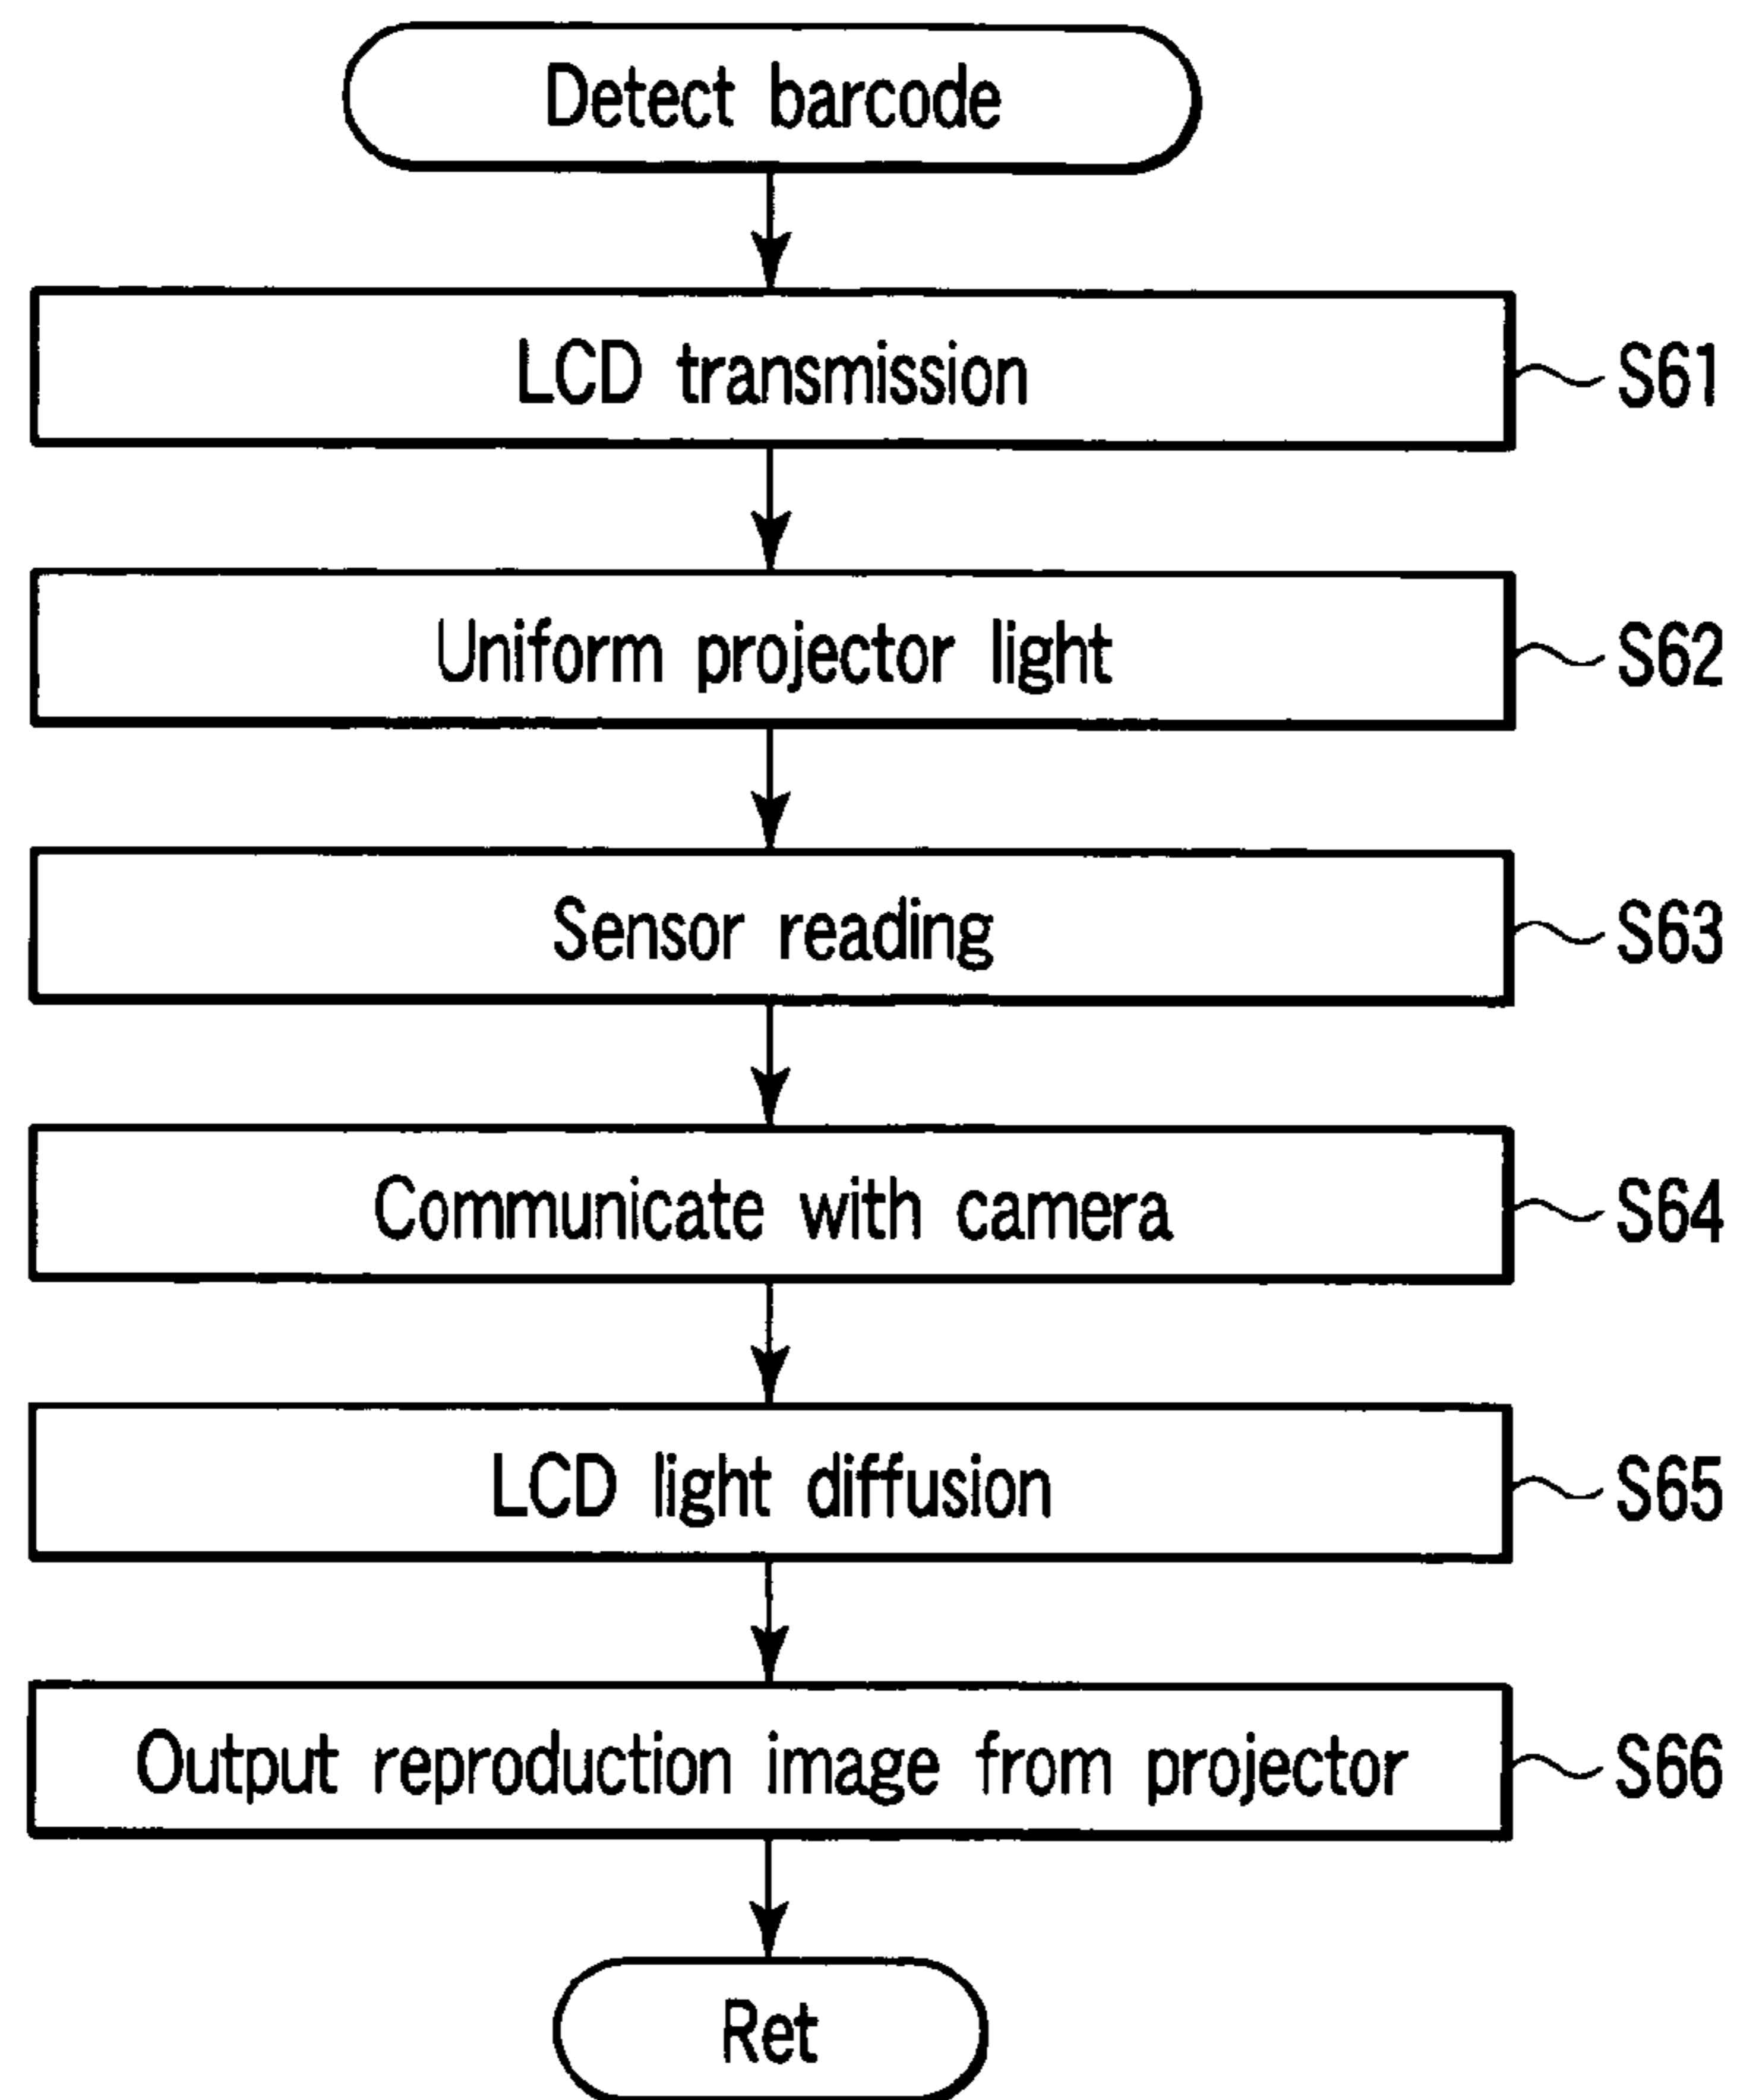 Detect barcode
LCD transmission
S61
Uniform projector light
S62
Sensor reading
S63
Communicate with camera
S64
LCD light diffusion
S65
Output reproduction image from projector
S66
Ret